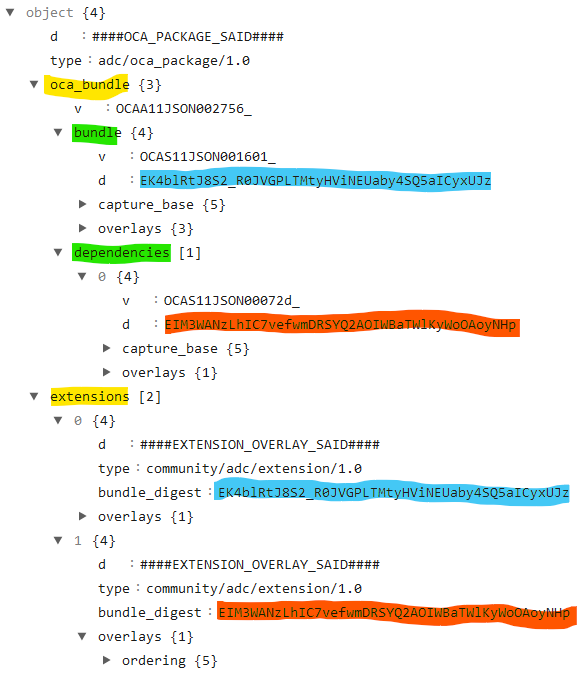 object {4}
d : ####OCA_PACKAGE_SAID####
type : adc/oca_package/1.0
oca_bundle {3}
v : OCAA11JSON002756_
bundle {4}
v : OCAS11JSON001601_
d : EK4blRtJ8S2_R0JVGPLTMtyHViNEUaby4SQ5aICyxUJz
capture_base {5}
overlays {3}
dependencies [1]
0 {4}
v : OCAS11JSON00072d_
d : EIM3WANzLhIC7vefwmDRSYQ2AOIWBaTWlKyWoOAoyNHp
capture_base {5}
overlays {1}
extensions [2]
0 {4}
d : ####EXTENSION_OVERLAY_SAID####
type : community/adc/extension/1.0
bundle_digest : EK4blRtJ8S2_R0JVGPLTMtyHViNEUaby4SQ5aICyxUJz
overlays {1}
1 {4}
d : ####EXTENSION_OVERLAY_SAID####
type : community/adc/extension/1.0
bundle_digest : EIM3WANzLhIC7vefwmDRSYQ2AOIWBaTWlKyWoOAoyNHp
overlays {1}
ordering {5}